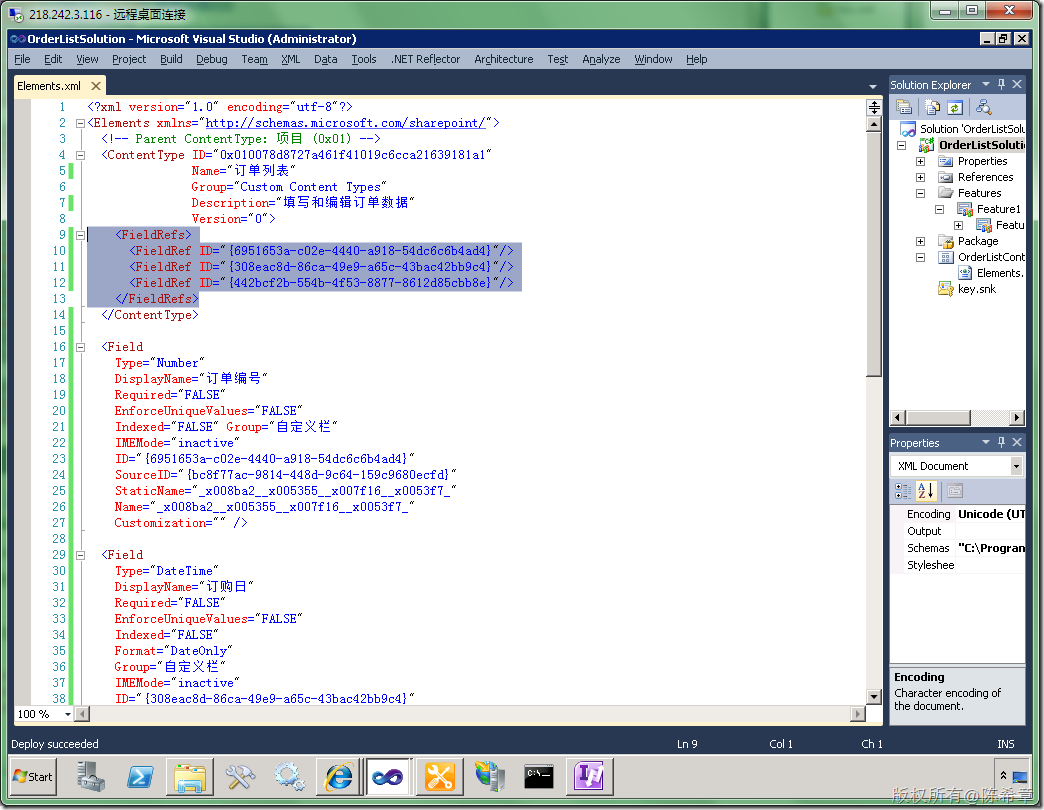 218.242.3.116 - 远程桌面连接
OrderListSolution - Microsoft Visual Studio (Administrator)
File Edit View Project Build Debug Team XML Data Tools .NET Reflector Architecture Test Analyze Window Help
Elements.xml
1 <?xml version="1.0" encoding="utf-8"?>
2 <Elements xmlns="http://schemas.microsoft.com/sharepoint/">
3 <!-- Parent ContentType: 项目 (0x01) -->
4 <ContentType ID="0x010078d8727a461f41019c6cca21639181a1"
5 Name="订单列表"
6 Group="Custom Content Types"
7 Description="填写和编辑订单数据"
8 Version="0">
9 <FieldRefs>
10 <FieldRef ID="{6951653a-c02e-4440-a918-54dc6c6b4ad4}"/>
11 <FieldRef ID="{308eac8d-86ca-49e9-a65c-43bac42bb9c4}"/>
12 <FieldRef ID="{442bcf2b-554b-4f53-8877-8612d85cbb8e}"/>
13 </FieldRefs>
14 </ContentType>
15
16 <Field
17 Type="Number"
18 DisplayName="订单编号"
19 Required="FALSE"
20 EnforceUniqueValues="FALSE"
21 Indexed="FALSE" Group="自定义栏"
22 IMEMode="inactive"
23 ID="{6951653a-c02e-4440-a918-54dc6c6b4ad4}"
24 SourceID="{bc8f77ac-9814-448d-9c64-159c9680ecfd}"
25 StaticName="_x008ba2__x005355__x007f16__x0053f7_"
26 Name="_x008ba2__x005355__x007f16__x0053f7_"
27 Customization="" />
28
29 <Field
30 Type="DateTime"
31 DisplayName="订购日"
32 Required="FALSE"
33 EnforceUniqueValues="FALSE"
34 Indexed="FALSE"
35 Format="DateOnly"
36 Group="自定义栏"
37 IMEMode="inactive"
38 ID="{308eac8d-86ca-49e9-a65c-43bac42bb9c4}"
100 %
Solution Explorer
Solution 'OrderListSolu
OrderListSoluti
Properties
References
Features
Feature1
Featu
Package
OrderListCont
Elements.
key.snk
Properties
XML Document
Encoding Unicode (UT
Output
Schemas "C:\Program
Styleshee
Encoding
Character encoding of
the document.
Deploy succeeded Ln 9 Col 1 Ch 1 INS
Start
版权所有@陈希章